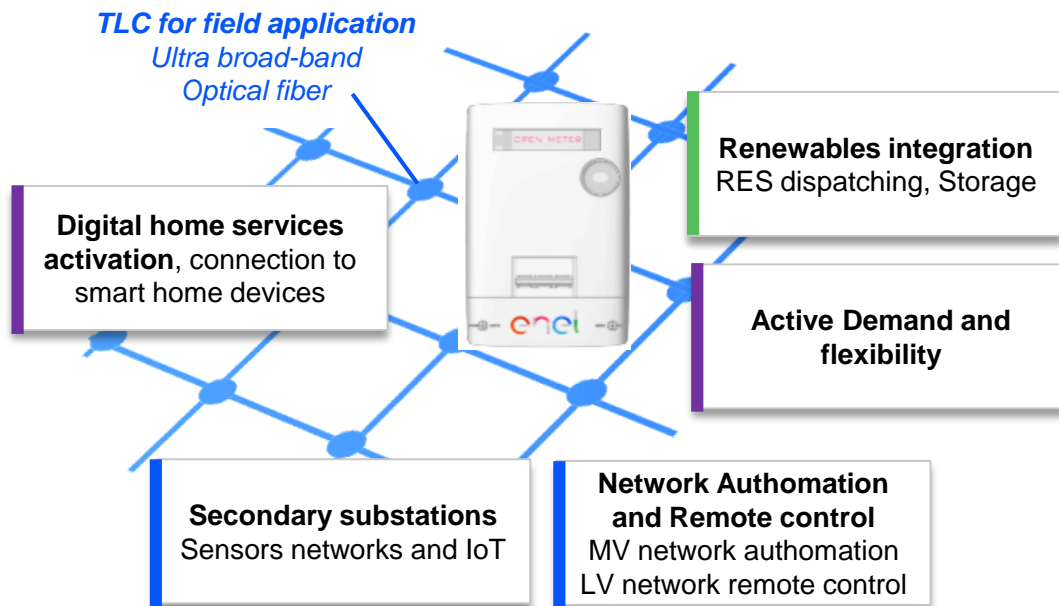 TLC for field application
Ultra broad-band
Optical fiber
OPEN METER
enel
Renewables integration
RES dispatching, Storage
Digital home services
activation, connection to
smart home devices
Active Demand and
flexibility
Secondary substations
Sensors networks and IoT
Network Authomation
and Remote control
MV network authomation
LV network remote control